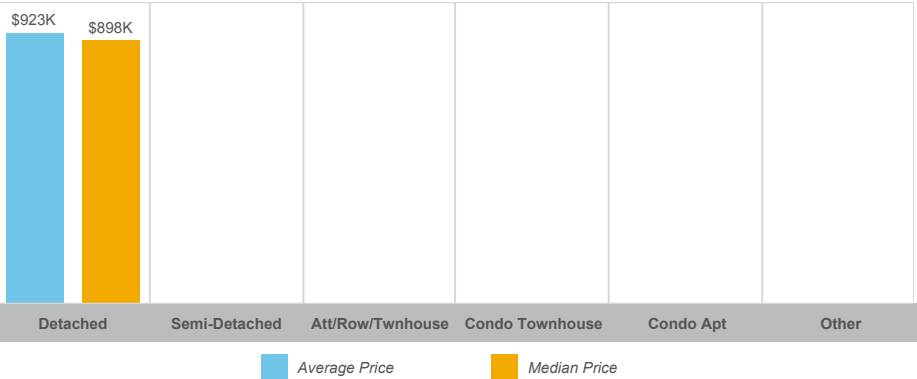 $923K
$898K
Detached Semi-Detached Att/Row/Twnhouse Condo Townhouse Condo Apt Other
Average Price Median Price